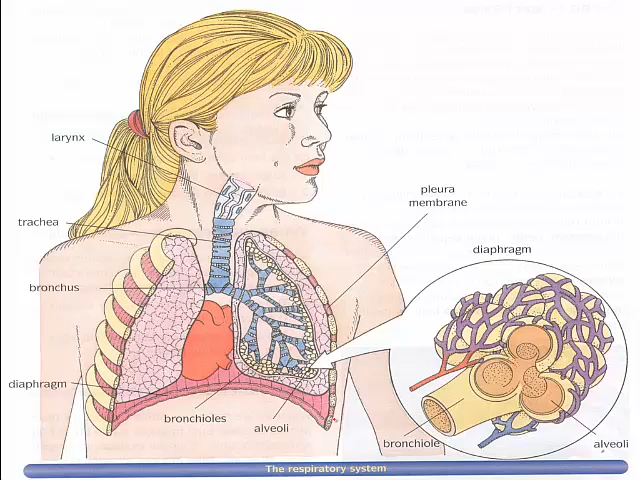 larynx
pleura
membrane
trachea
diaphragm
bronchus
diaphragm
bronchioles
alveoli
bronchiole
alveoli
The respiratory system